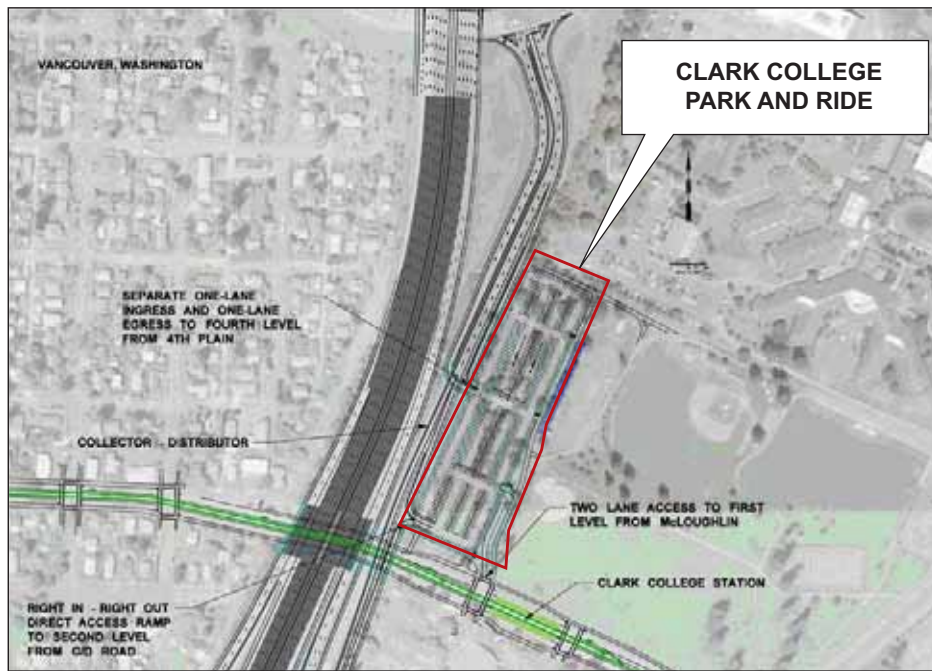 VANCOUVER, WASHINGTON
CLARK COLLEGE
PARK AND RIDE
SEPARATE ONE-LANE
INGRESS AND ONE-LANE
EGRESS TO FOURTH LEVEL
FROM 4TH PLAIN
COLLECTOR - DISTRIBUTOR
TWO LANE ACCESS TO FIRST
LEVEL FROM McLOUGHLIN
CLARK COLLEGE STATION
RIGHT IN - RIGHT OUT
DIRECT ACCESS RAMP
TO SECOND LEVEL
FROM C/D ROAD